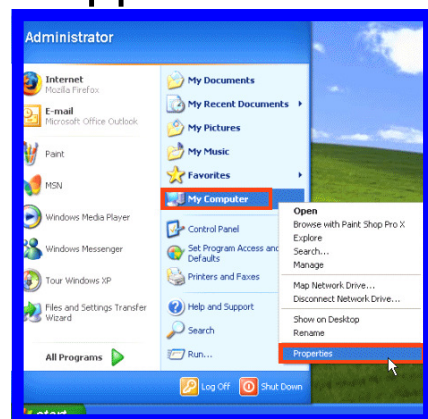 Administrator
Internet
Mozilla Firefox
E-mail
Microsoft Office Outlook
Paint
MSN
Windows Media Player
Windows Messenger
Tour Windows XP
Files and Settings Transfer
Wizard
All Programs
My Documents
My Recent Documents
My Pictures
My Music
Favorites
My Computer
Control Panel
Set Program Access and
Defaults
Printers and Faxes
Help and Support
Search
Run...
Open
Browse with Paint Shop Pro X
Explore
Search...
Manage
Map Network Drive...
Disconnect Network Drive...
Show on Desktop
Rename
Properties
Log Off
Shut Down